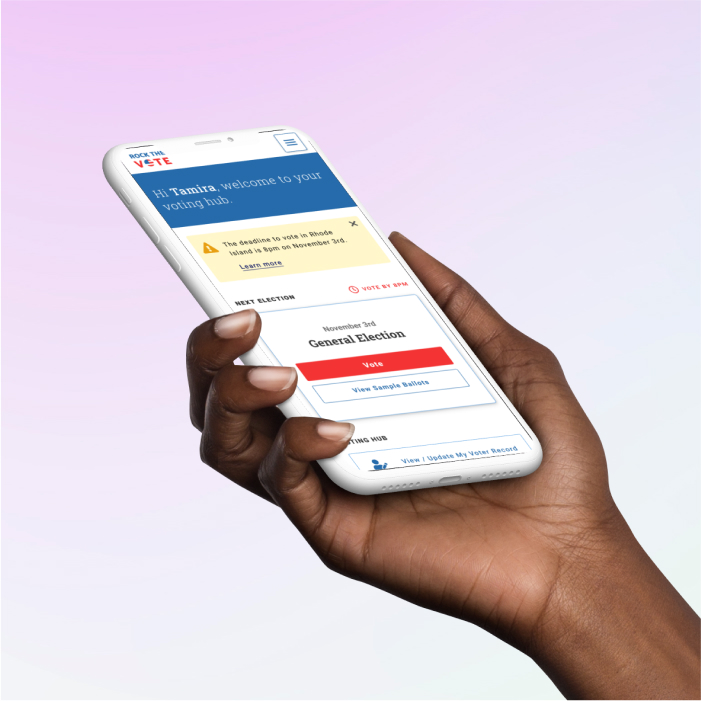 ROCK THE
VOTE
Hi Tamira, welcome to your
voting hub.
The deadline to vote in Rhode
Island is 8pm on November 3rd.
Learn more
NEXT ELECTION
VOTE BY 8PM
November 3rd
General Election
Vote
View Sample Ballots
HUB
View / Update My Voter Record